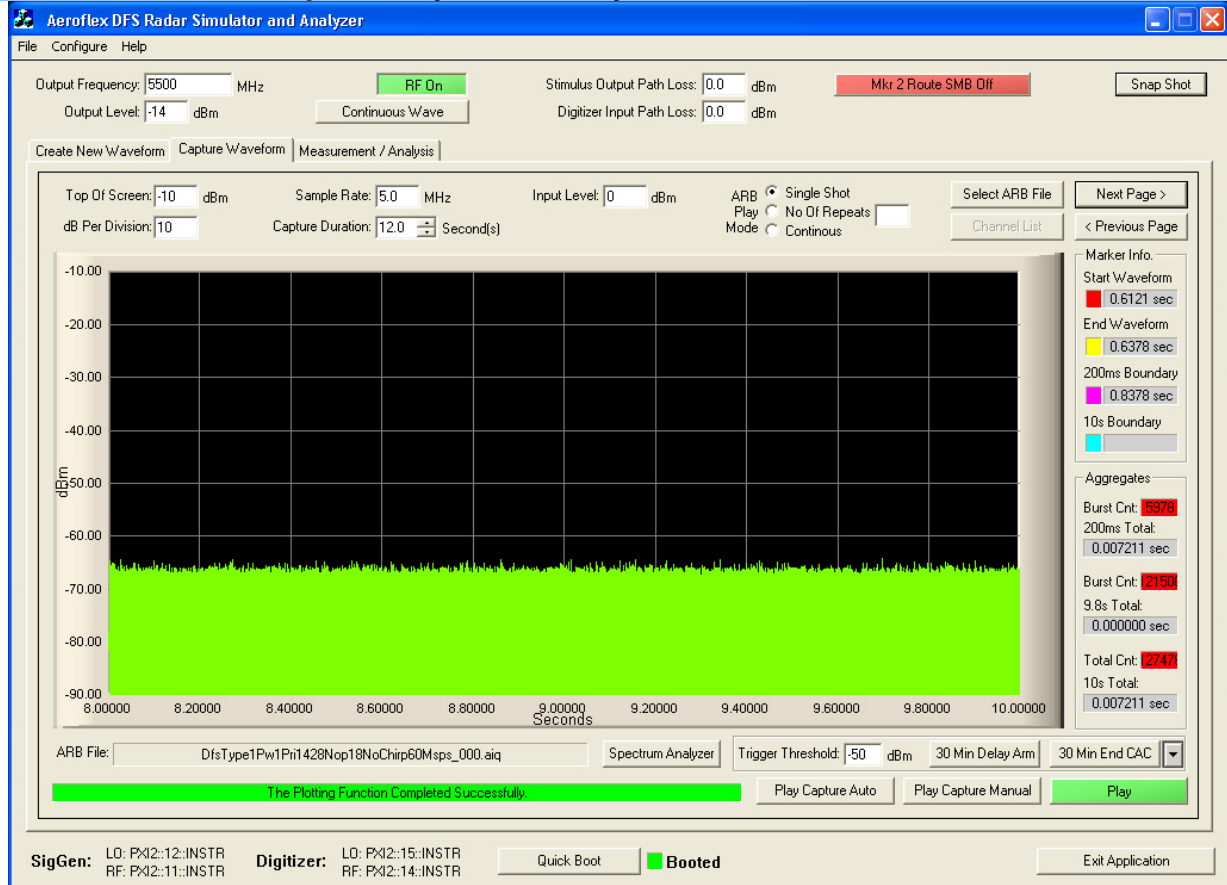 Aeroflex DFS Radar Simulator and Analyzer
File Configure Help
Output Frequency: 5500 MHz RF On Stimulus Output Path Loss: 0.0 dBm Mkr 2 Route SMB Off Snap Shot
Output Level: -14 dBm Continuous Wave Digitizer Input Path Loss: 0.0 dBm
Create New Waveform Capture Waveform Measurement / Analysis
Top Of Screen: -10 dBm Sample Rate: 5.0 MHz Input Level: 0 dBm ARB Play Mode Single Shot Select ARB File Next Page >
No Of Repeats
dB Per Division: 10 Capture Duration: 12.0 Second(s) Continous Channel List < Previous Page
Marker Info.
Start Waveform
0.6121 sec
End Waveform
0.6378 sec
200ms Boundary
0.8378 sec
10s Boundary
Aggregates
Burst Cnt: 5978
200ms Total:
0.007211 sec
Burst Cnt: 2150
9.8s Total:
0.000000 sec
Total Cnt: 2747
10s Total:
0.007211 sec
-10.00
-20.00
-30.00
-40.00
-50.00
-60.00
-70.00
-80.00
-90.00
dBm
8.00000 8.20000 8.40000 8.60000 8.80000 9.00000 9.20000 9.40000 9.60000 9.80000 10.00000
Seconds
ARB File: DfsType1Pw1Pri1428Nop18NoChirp60Msps_000.aiq Spectrum Analyzer Trigger Threshold: -50 dBm 30 Min Delay Arm 30 Min End CAC
The Plotting Function Completed Successfully. Play Capture Auto Play Capture Manual Play
SigGen: LO: PXI2::12::INSTR Digitizer: LO: PXI2::15::INSTR Quick Boot Booted Exit Application
RF: PXI2::11::INSTR RF: PXI2::14::INSTR